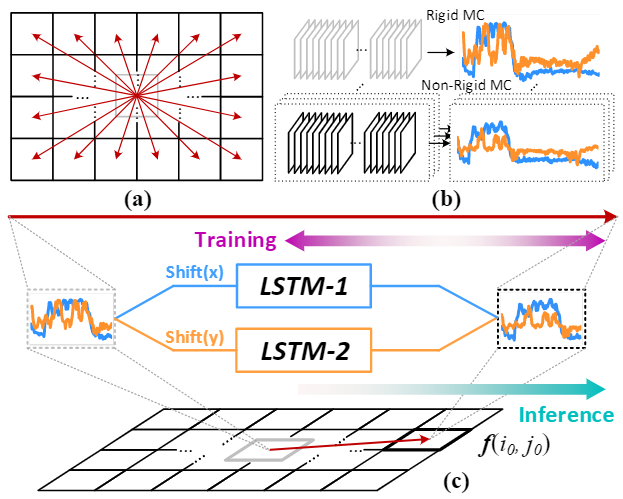 Rigid MC
Non-Rigid MC
(a)
(b)
Training
Shift(x)
LSTM-1
Shift(y)
LSTM-2
Inference
f(i0, j0)
(c)